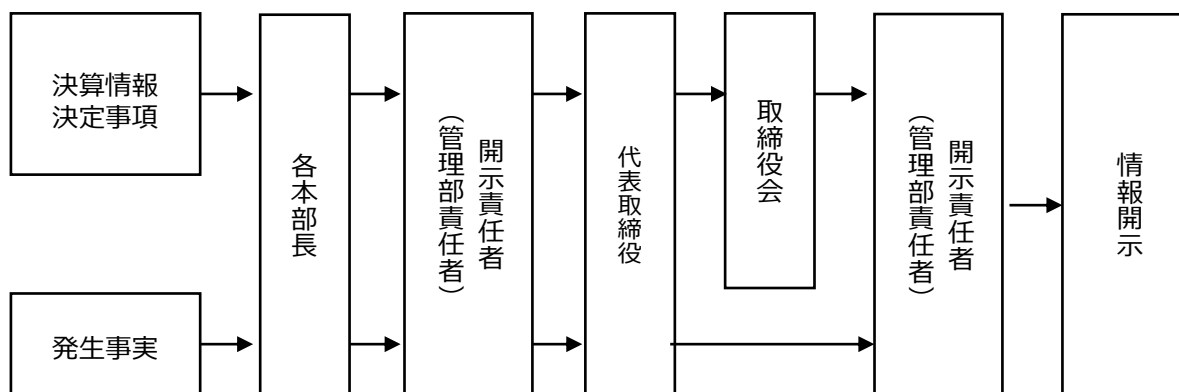 決算情報
決定事項
発生事実
各本部長
開示責任者
（管理部責任者）
代表取締役
取締役会
開示責任者
（管理部責任者）
情報開示